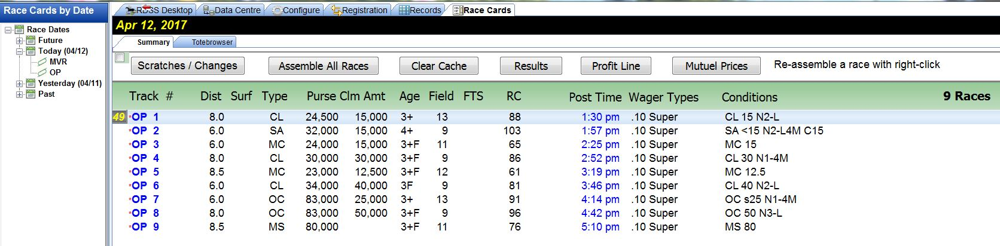 Race Cards by Date
RDSS Desktop Data Centre Configure Registration Records Race Cards
Apr 12, 2017
Race Dates
Future
Today (04/12)
MVR
OP
Yesterday (04/11)
Past
Summary Totebrowser
Scratches / Changes Assemble All Races Clear Cache Results Profit Line Mutuel Prices Re-assemble a race with right-click
Track # Dist Surf Type Purse Clm Amt Age Field FTS RC Post Time Wager Types Conditions 9 Races
49 *OP 1 8.0 CL 24,500 15,000 3+ 13 88 1:30 pm .10 Super CL 15 N2-L
*OP 2 6.0 SA 32,000 15,000 4+ 9 103 1:57 pm .10 Super SA <15 N2-L4M C15
*OP 3 6.0 MC 24,000 15,000 3+F 11 65 2:25 pm .10 Super MC 15
*OP 4 8.0 CL 30,000 30,000 3+F 9 86 2:52 pm .10 Super CL 30 N1-4M
*OP 5 8.5 MC 23,000 12,500 3+F 12 61 3:19 pm .10 Super MC 12.5
*OP 6 8.0 CL 34,000 40,000 3F 9 81 3:46 pm .10 Super CL 40 N2-L
*OP 7 6.0 OC 83,000 25,000 3+ 13 91 4:14 pm .10 Super OC s25 N1-4M
*OP 8 8.0 OC 83,000 50,000 3+F 9 96 4:42 pm .10 Super OC 50 N3-L
*OP 9 8.5 MS 80,000 3+F 11 76 5:10 pm .10 Super MS 80